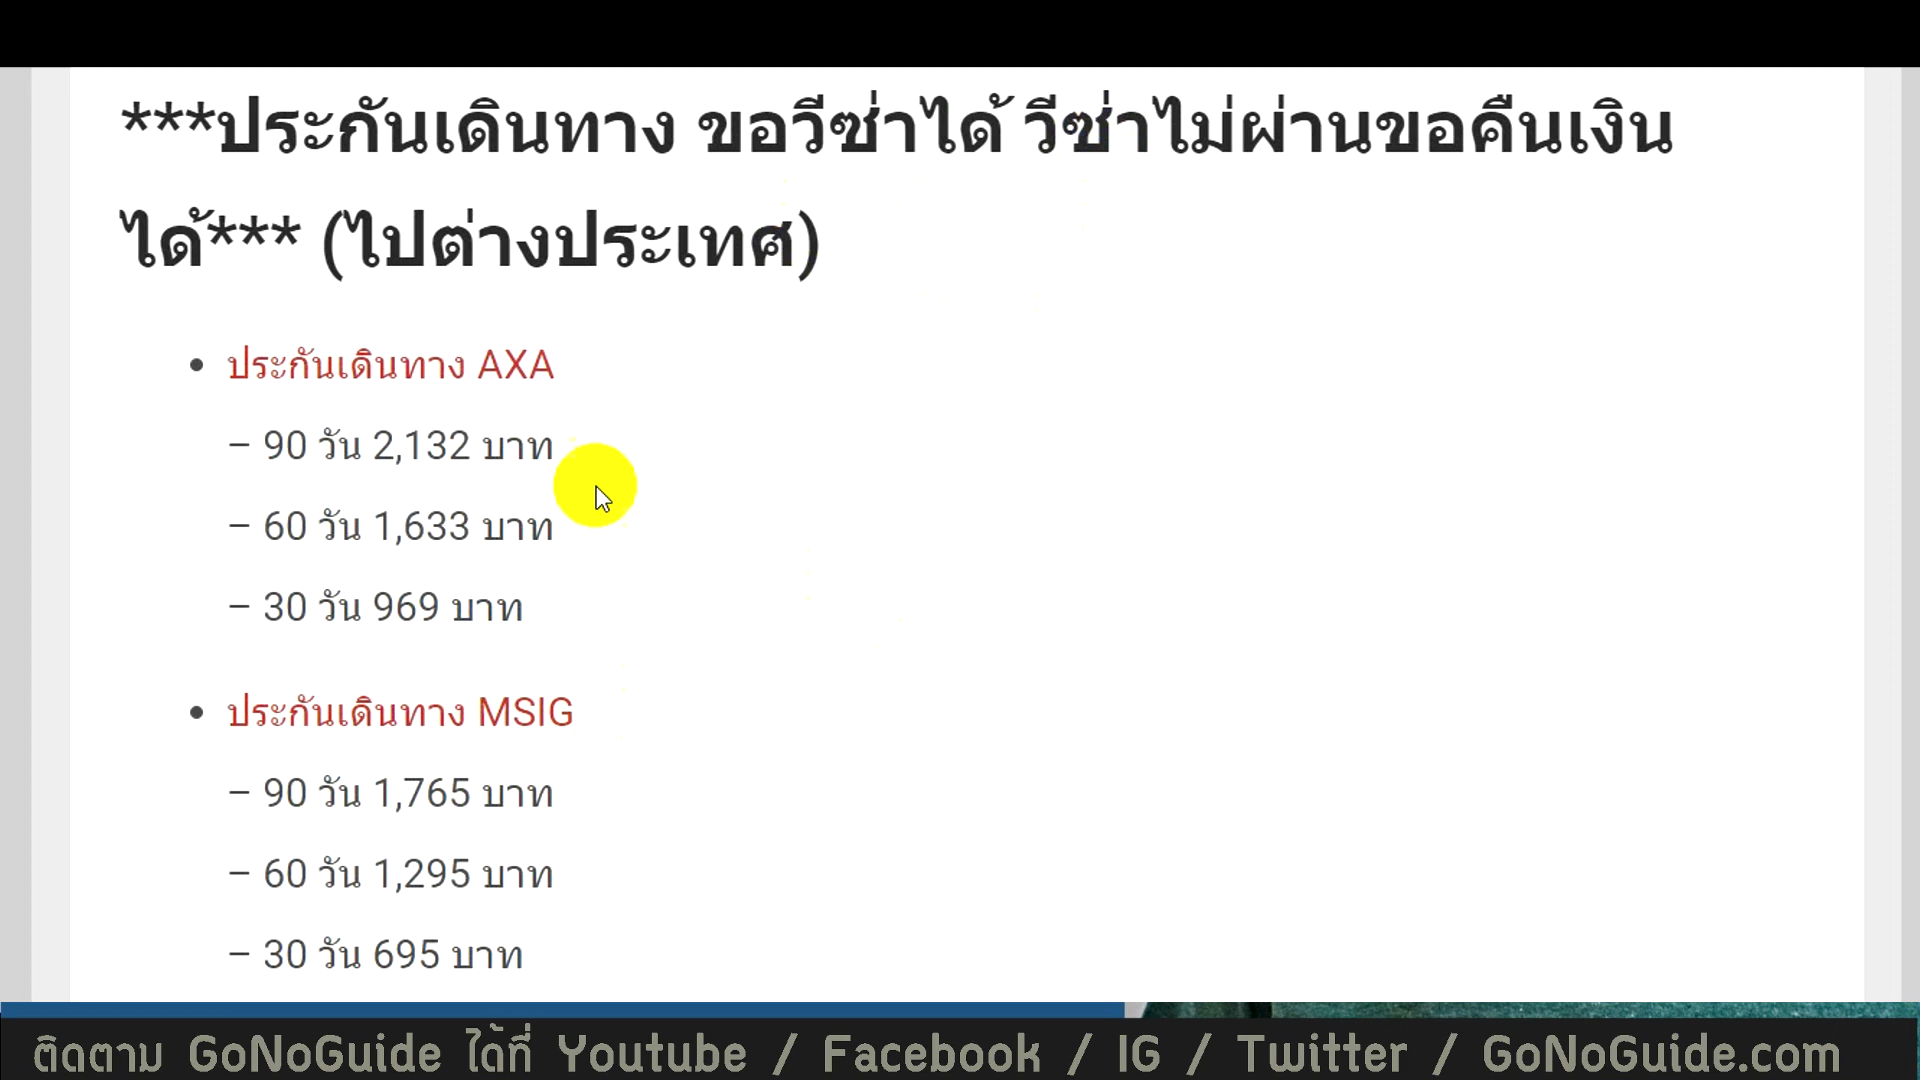 ***ประกันเดินทาง ขอวีซ่าได้ วีซ่าไม่ผ่านขอคืนเงิน
ได้*** (ไปต่างประเทศ)
• ประกันเดินทาง AXA
– 90 วัน 2,132 บาท
– 60 วัน 1,633 บาท
– 30 วัน 969 บาท
• ประกันเดินทาง MSIG
– 90 วัน 1,765 บาท
– 60 วัน 1,295 บาท
– 30 วัน 695 บาท
ติดตาม GoNoGuide ได้ที่ Youtube / Facebook / IG / Twitter / GoNoGuide.com